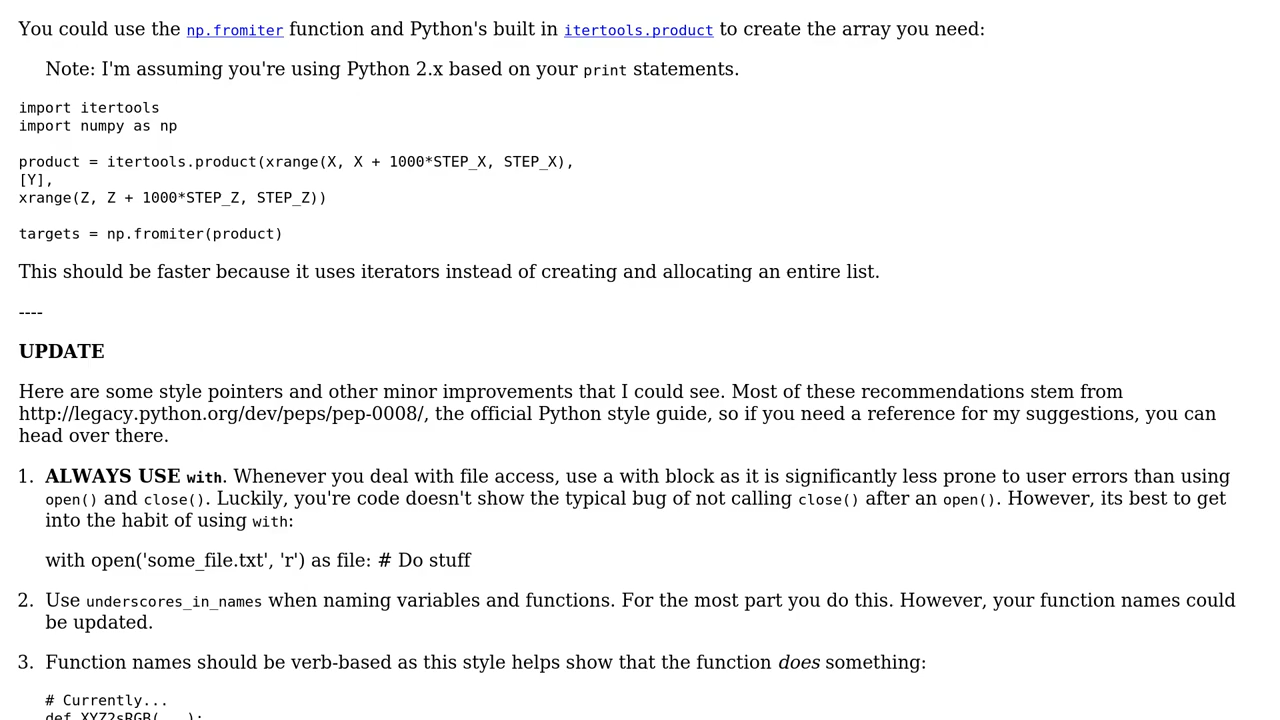 You could use the np.fromiter function and Python's built in itertools.product to create the array you need:
Note: I'm assuming you're using Python 2.x based on your print statements.
import itertools
import numpy as np
product = itertools.product(xrange(X, X + 1000*STEP_X, STEP_X),
[Y],
xrange(Z, Z + 1000*STEP_Z, STEP_Z))
targets = np.fromiter(product)
This should be faster because it uses iterators instead of creating and allocating an entire list.
----
UPDATE
Here are some style pointers and other minor improvements that I could see. Most of these recommendations stem from
http://legacy.python.org/dev/peps/pep-0008/, the official Python style guide, so if you need a reference for my suggestions, you can
head over there.
1. ALWAYS USE with. Whenever you deal with file access, use a with block as it is significantly less prone to user errors than using
open() and close(). Luckily, you're code doesn't show the typical bug of not calling close() after an open(). However, its best to get
into the habit of using with:
with open('some_file.txt', 'r') as file: # Do stuff
2. Use underscores_in_names when naming variables and functions. For the most part you do this. However, your function names could
be updated.
3. Function names should be verb-based as this style helps show that the function does something:
# Currently...
def XYZ2sRGB(...):